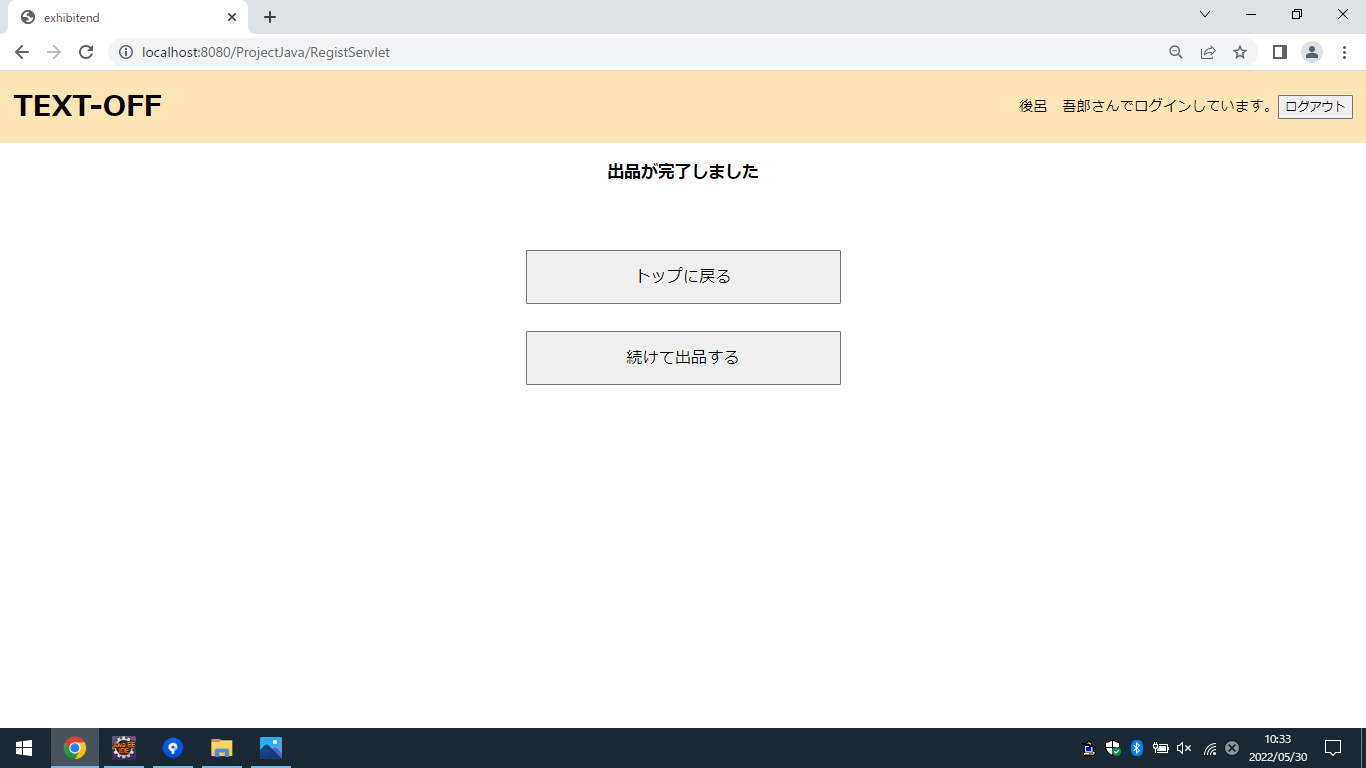 exhibitend
localhost:8080/ProjectJava/RegistServlet
TEXT-OFF
後呂　吾郎さんでログインしています。 ログアウト
出品が完了しました
トップに戻る
続けて出品する
10:33
2022/05/30